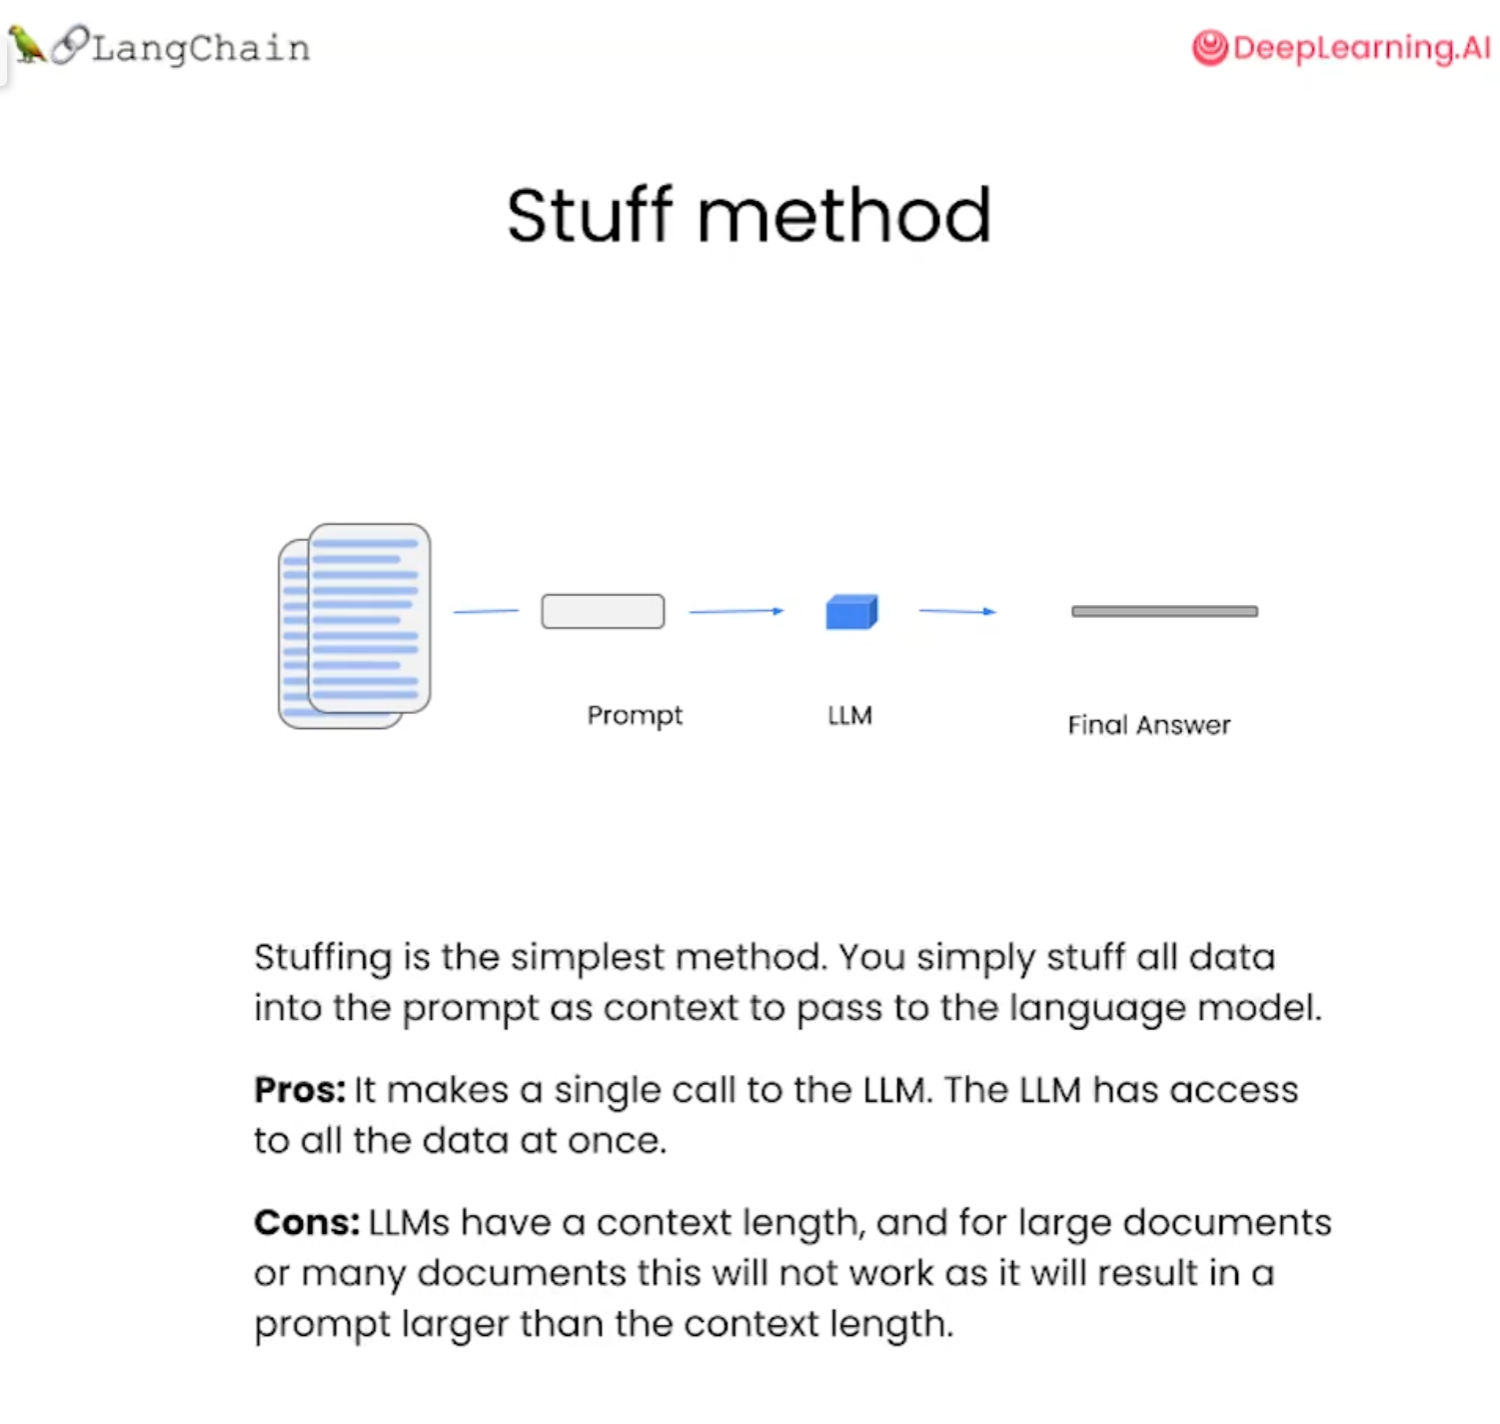 LangChain
DeepLearning.AI
Stuff method
Prompt
LLM
Final Answer
Stuffing is the simplest method. You simply stuff all data
into the prompt as context to pass to the language model.
Pros: It makes a single call to the LLM. The LLM has access
to all the data at once.
Cons: LLMs have a context length, and for large documents
or many documents this will not work as it will result in a
prompt larger than the context length.